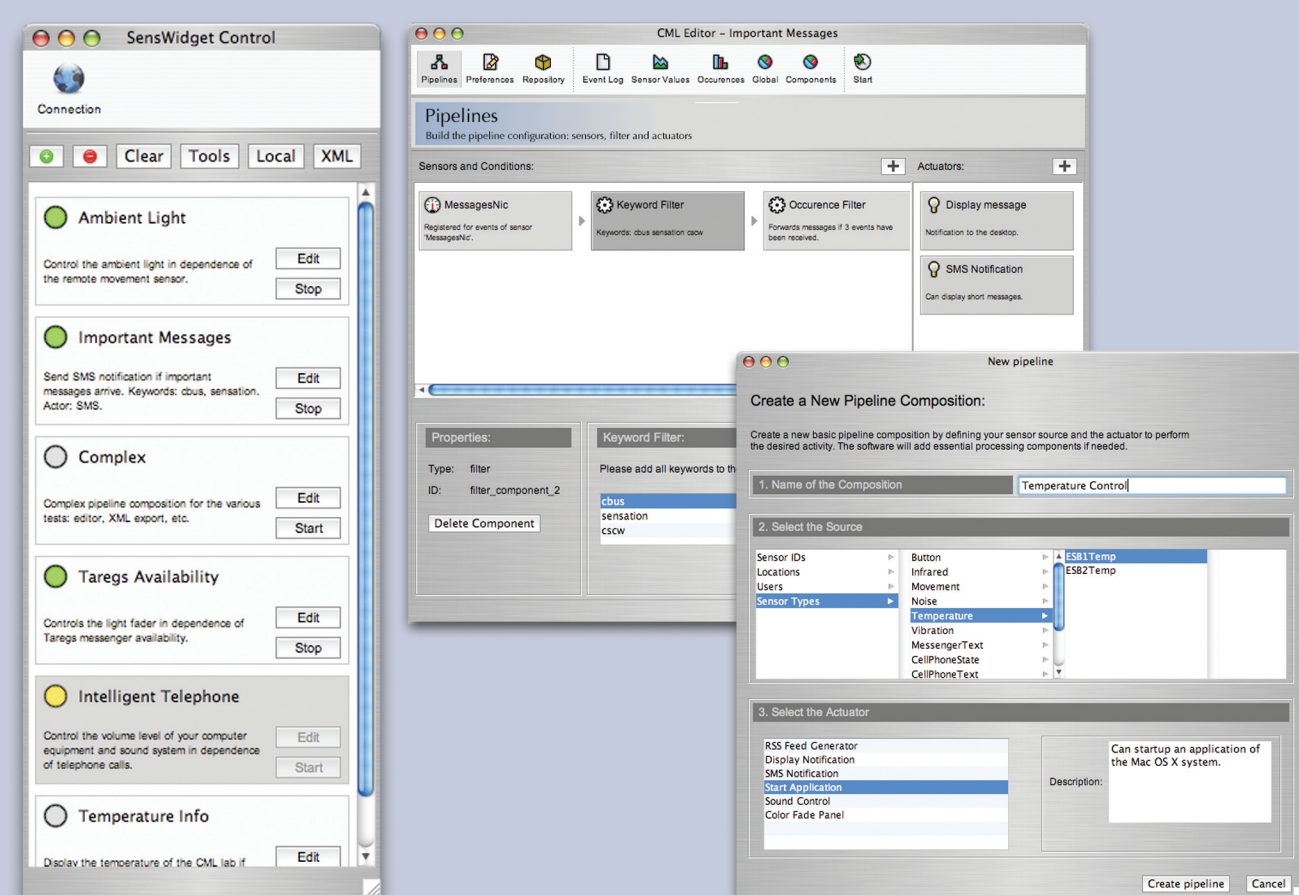 SensWidget Control
Connection
Clear Tools Local XML
Ambient Light
Control the ambient light in dependence of
the remote movement sensor.
Edit
Stop
Important Messages
Send SMS notification if important
messages arrive. Keywords: cbus, sensation.
Actor: SMS.
Edit
Stop
Complex
Complex pipeline composition for the various
tests: editor, XML export, etc.
Edit
Start
Taregs Availability
Controls the light fader in dependence of
Taregs messenger availability.
Edit
Stop
Intelligent Telephone
Control the volume level of your computer
equipment and sound system in dependence
of telephone calls.
Edit
Start
Temperature Info
Display the temperature of the CML lab if
Edit
CML Editor – Important Messages
Pipelines Preferences Repository Event Log Sensor Values Occurences Global Components Start
Pipelines
Build the pipeline configuration: sensors, filter and actuators
Sensors and Conditions:
Actuators:
MessagesNic
Registered for events of sensor
'MessagesNic'.
Keyword Filter
Keywords: cbus sensation cscw
Occurence Filter
Forwards messages if 3 events have
been received.
Display message
Notification to the desktop.
SMS Notification
Can display short messages.
Properties:
Type: filter
ID: filter_component_2
Delete Component
Keyword Filter:
Please add all keywords to th
cbus
sensation
cscw
New pipeline
Create a New Pipeline Composition:
Create a new basic pipeline composition by defining your sensor source and the actuator to perform
the desired activity. The software will add essential processing components if needed.
1. Name of the Composition
Temperature Control
2. Select the Source
Sensor IDs
Locations
Users
Sensor Types
Button
Infrared
Movement
Noise
Temperature
Vibration
MessengerText
CellPhoneState
CellPhoneText
ESB1Temp
ESB2Temp
3. Select the Actuator
RSS Feed Generator
Display Notification
SMS Notification
Start Application
Sound Control
Color Fade Panel
Description:
Can startup an application of
the Mac OS X system.
Create pipeline
Cancel